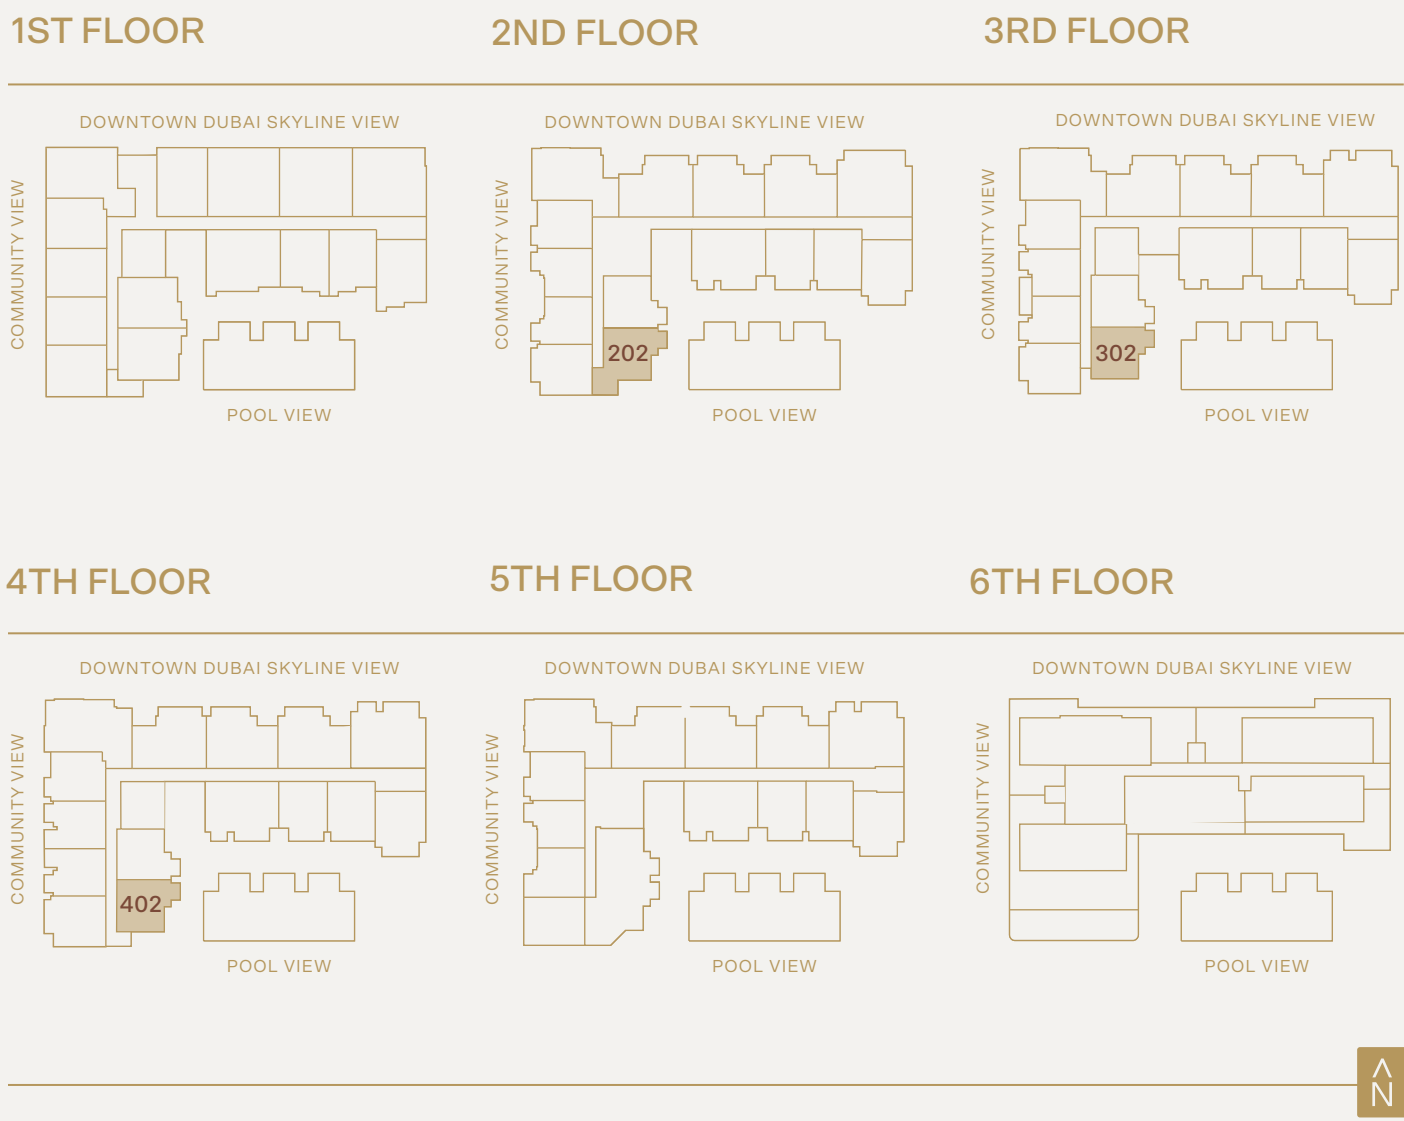 1ST FLOOR
2ND FLOOR
3RD FLOOR
DOWNTOWN DUBAI SKYLINE VIEW
DOWNTOWN DUBAI SKYLINE VIEW
DOWNTOWN DUBAI SKYLINE VIEW
COMMUNITY VIEW
COMMUNITY VIEW
COMMUNITY VIEW
202
302
POOL VIEW
POOL VIEW
POOL VIEW
4TH FLOOR
5TH FLOOR
6TH FLOOR
DOWNTOWN DUBAI SKYLINE VIEW
DOWNTOWN DUBAI SKYLINE VIEW
DOWNTOWN DUBAI SKYLINE VIEW
COMMUNITY VIEW
COMMUNITY VIEW
COMMUNITY VIEW
402
POOL VIEW
POOL VIEW
POOL VIEW
N